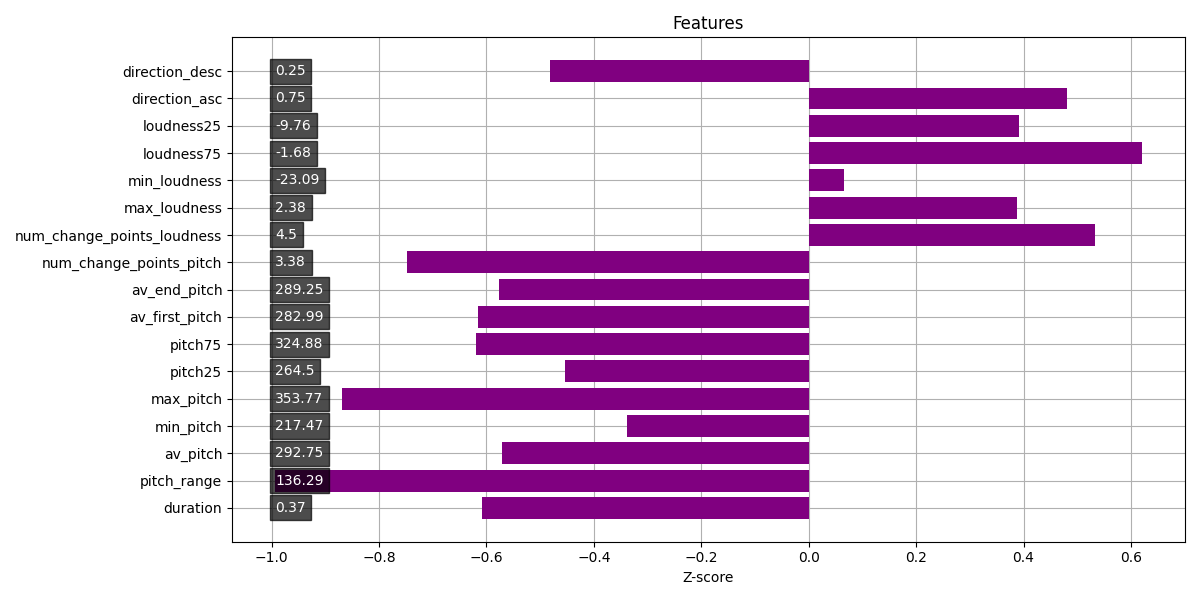 Features
direction_desc 0.25
direction_asc 0.75
loudness25 -9.76
loudness75 -1.68
min_loudness -23.09
max_loudness 2.38
num_change_points_loudness 4.5
num_change_points_pitch 3.38
av_end_pitch 289.25
av_first_pitch 282.99
pitch75 324.88
pitch25 264.5
max_pitch 353.77
min_pitch 217.47
av_pitch 292.75
pitch_range 136.29
duration 0.37
−1.0 −0.8 −0.6 −0.4 −0.2 0.0 0.2 0.4 0.6
Z-score